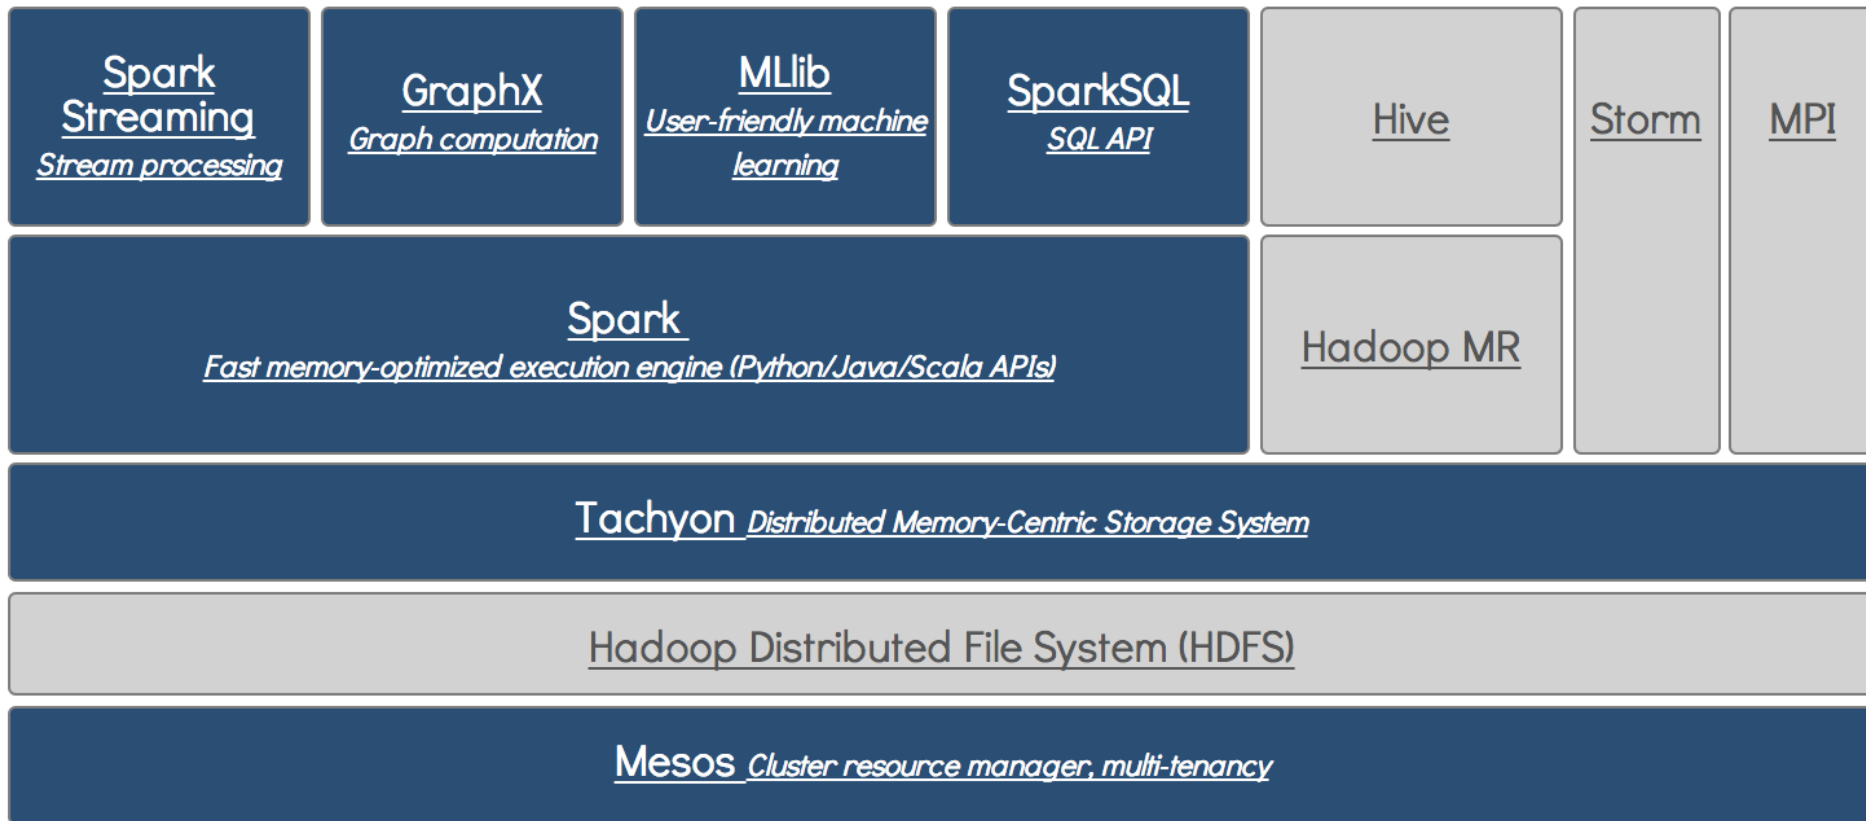 Spark
Streaming
Stream processing
GraphX
Graph computation
MLlib
User-friendly machine
learning
SparkSQL
SQL API
Hive
Storm
MPI
Spark
Fast memory-optimized execution engine (Python/Java/Scala APIs)
Hadoop MR
Tachyon Distributed Memory-Centric Storage System
Hadoop Distributed File System (HDFS)
Mesos Cluster resource manager, multi-tenancy